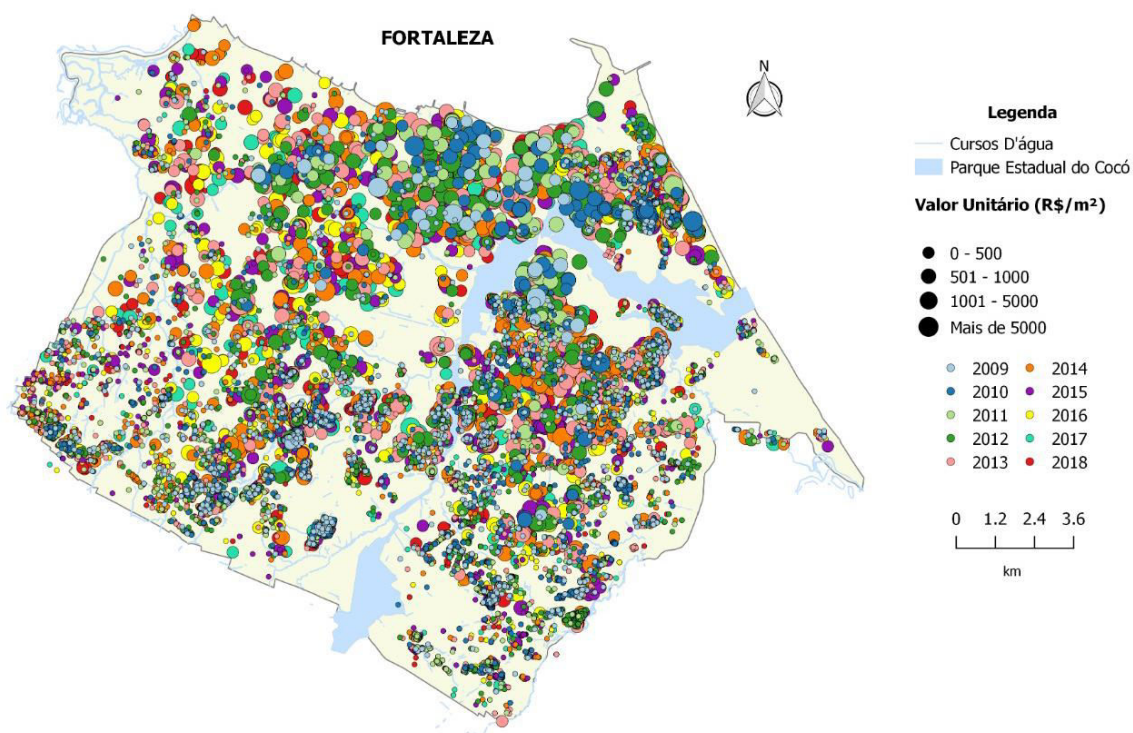 FORTALEZA
N
Legenda
Cursos D'água
Parque Estadual do Cocó
Valor Unitário (R$/m²)
0 - 500
501 - 1000
1001 - 5000
Mais de 5000
2009 2014
2010 2015
2011 2016
2012 2017
2013 2018
0 1.2 2.4 3.6
km